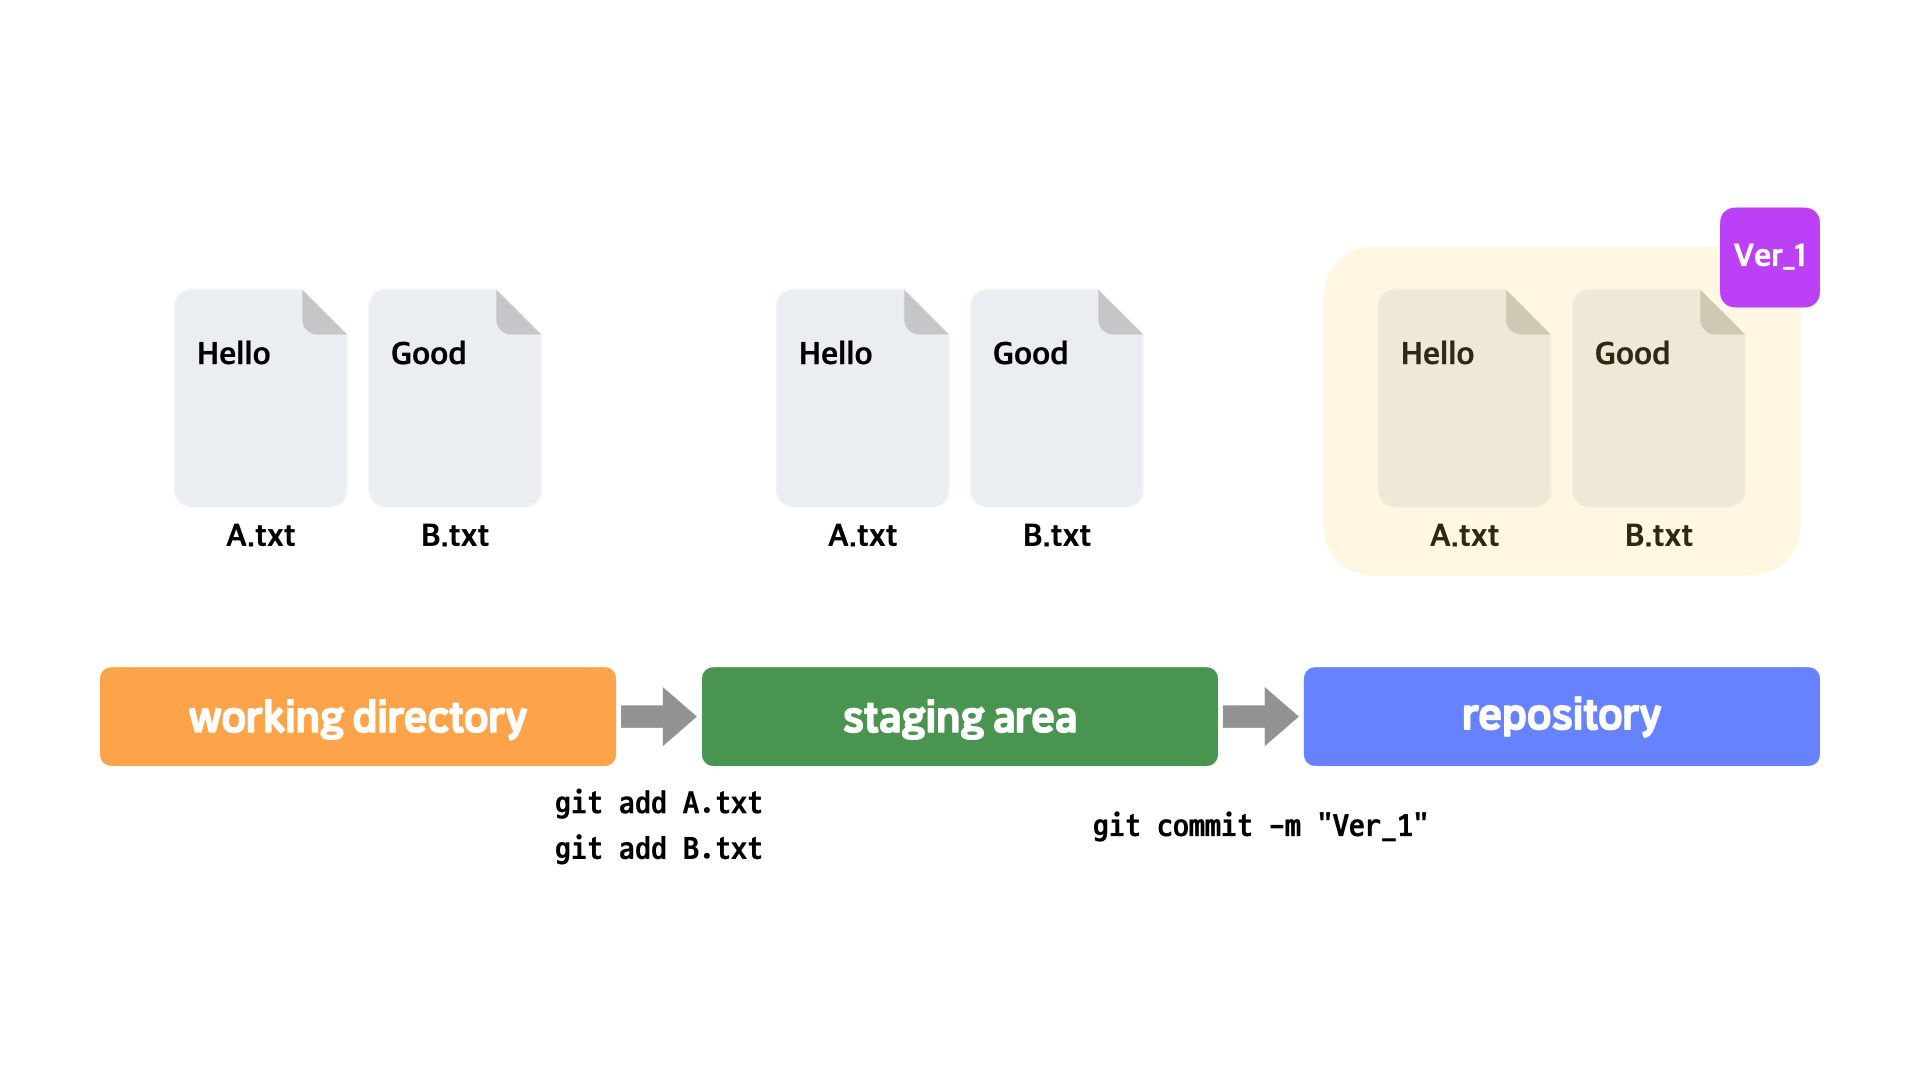 Ver_1
Hello
Good
Hello
Good
Hello
Good
A.txt
B.txt
A.txt
B.txt
A.txt
B.txt
working directory
staging area
repository
git add A.txt
git add B.txt
git commit -m "Ver_1"